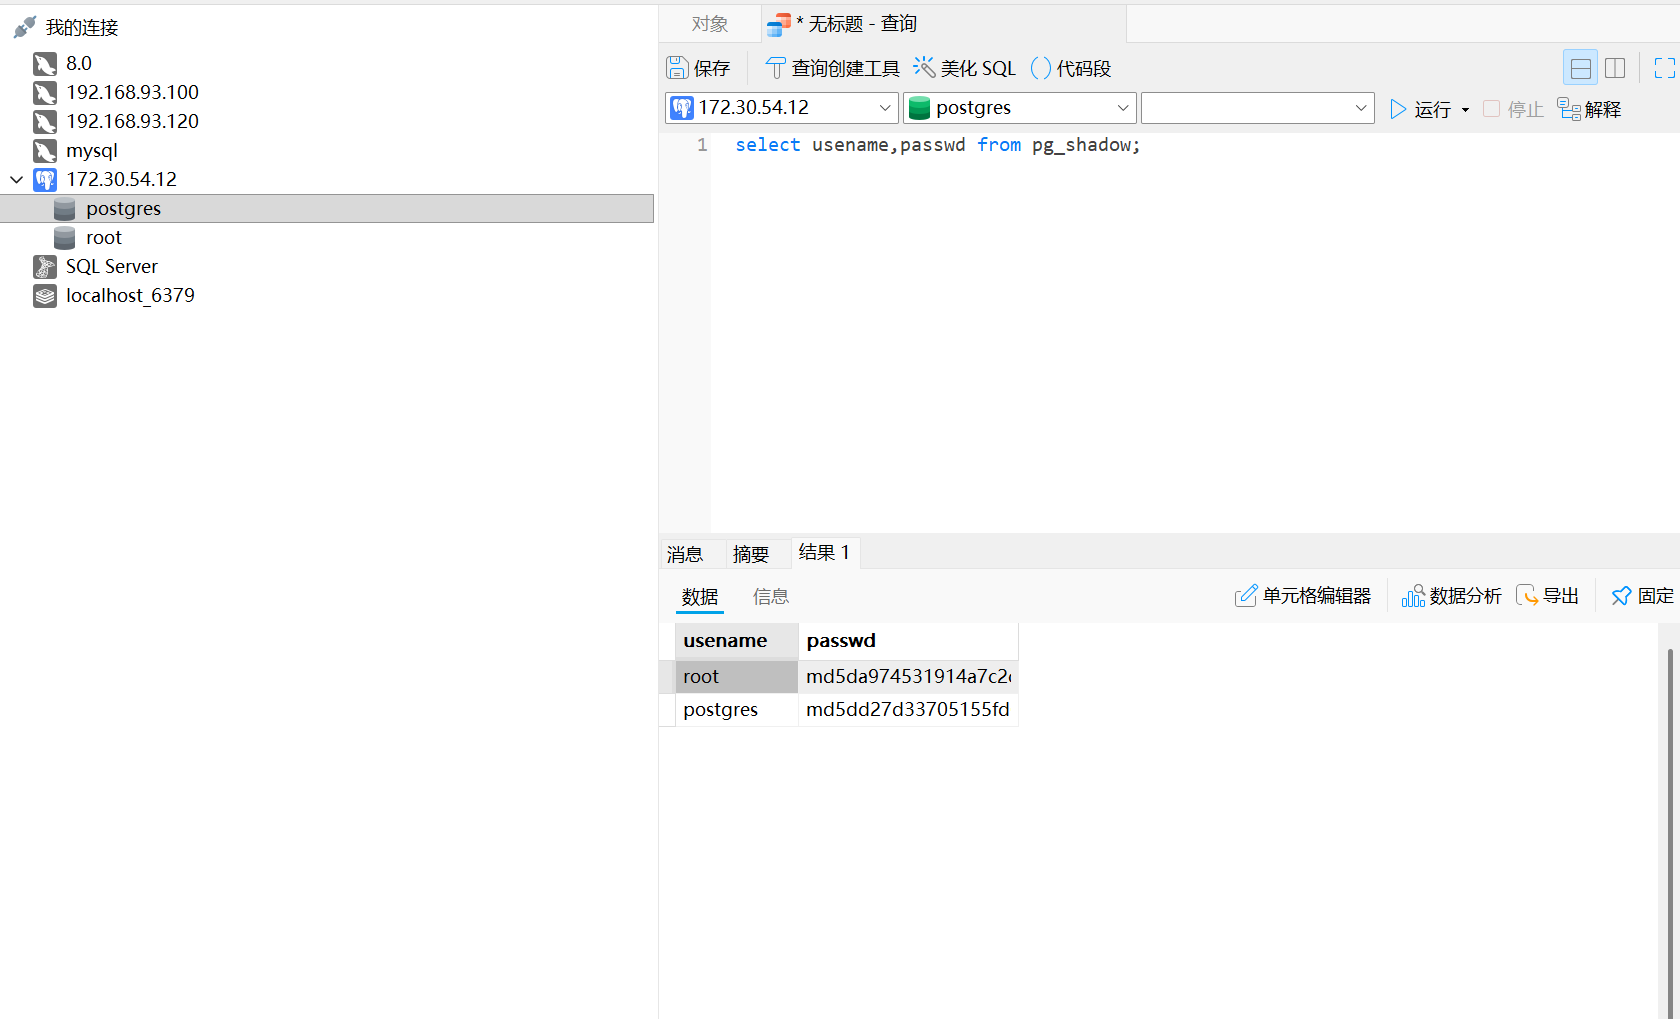 我的连接
8.0
192.168.93.100
192.168.93.120
mysql
172.30.54.12
postgres
root
SQL Server
localhost_6379
对象
* 无标题 - 查询
保存 查询创建工具 美化 SQL () 代码段
172.30.54.12 postgres 运行 停止 解释
1 select usename,passwd from pg_shadow;
消息 摘要 结果 1
数据 信息 单元格编辑器 数据分析 导出 固定
usename passwd
root md5da974531914a7c2
postgres md5dd27d33705155fd